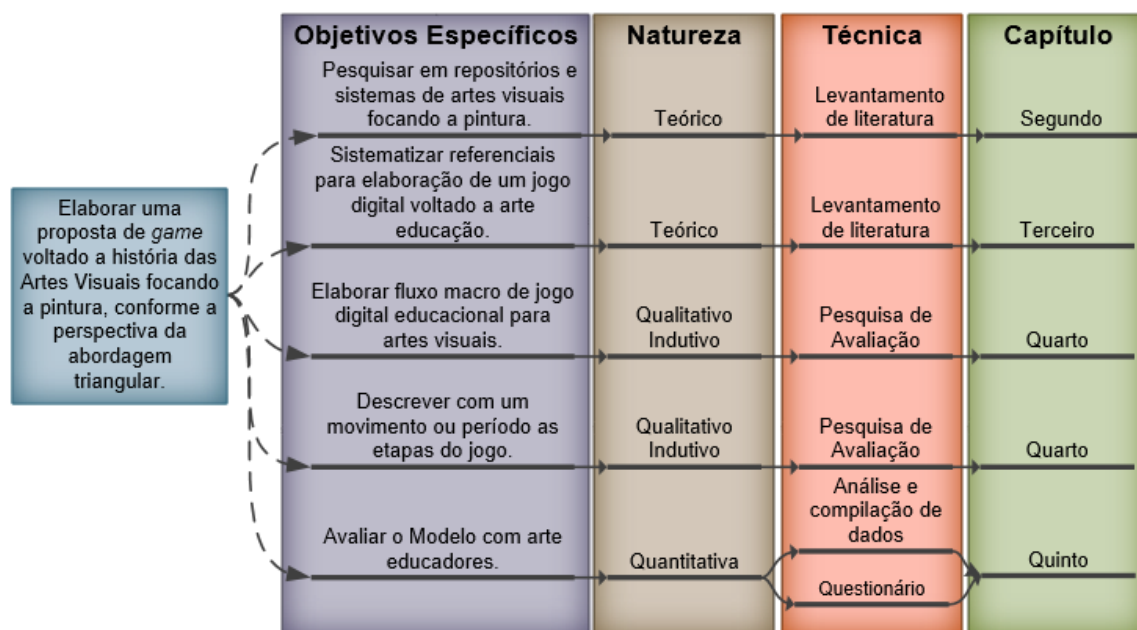 Objetivos Específicos
Natureza
Técnica
Capítulo
Elaborar uma
proposta de game
voltado a história das
Artes Visuais focando
a pintura, conforme a
perspectiva da
abordagem
triangular.
Pesquisar em repositórios e
sistemas de artes visuais
focando a pintura.
Teórico
Levantamento
de literatura
Segundo
Sistematizar referenciais
para elaboração de um jogo
digital voltado a arte
educação.
Teórico
Levantamento
de literatura
Terceiro
Elaborar fluxo macro de jogo
digital educacional para
artes visuais.
Qualitativo
Indutivo
Pesquisa de
Avaliação
Quarto
Descrever com um
movimento ou período as
etapas do jogo.
Qualitativo
Indutivo
Pesquisa de
Avaliação
Quarto
Avaliar o Modelo com arte
educadores.
Quantitativa
Análise e
compilação de
dados
Questionário
Quinto